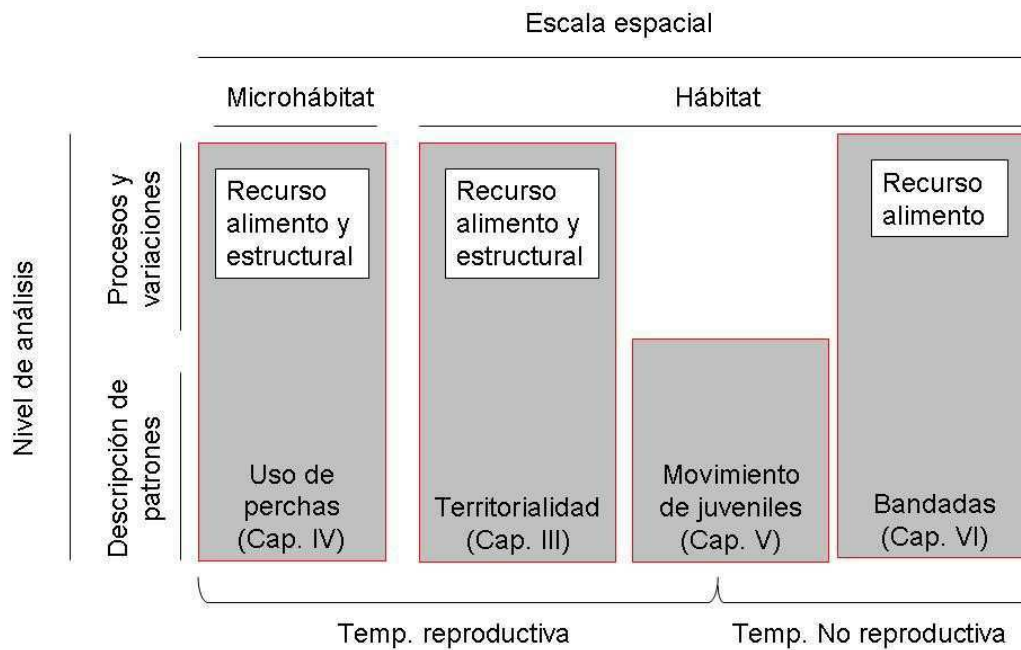 Escala espacial
Microhábitat
Hábitat
Nivel de análisis
Procesos y
variaciones
Descripción de
patrones
Recurso
alimento y
estructural
Recurso
alimento y
estructural
Recurso
alimento
Uso de
perchas
(Cap. IV)
Territorialidad
(Cap. III)
Movimiento
de juveniles
(Cap. V)
Bandadas
(Cap. VI)
Temp. reproductiva
Temp. No reproductiva